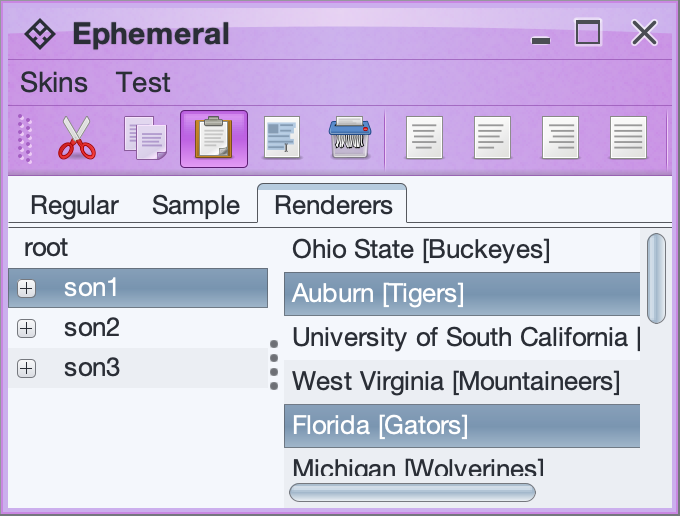 Ephemeral
Skins Test
Regular Sample Renderers
root
son1
son2
son3
Ohio State [Buckeyes]
Auburn [Tigers]
University of South California [
West Virginia [Mountaineers]
Florida [Gators]
Michigan [Wolverines]